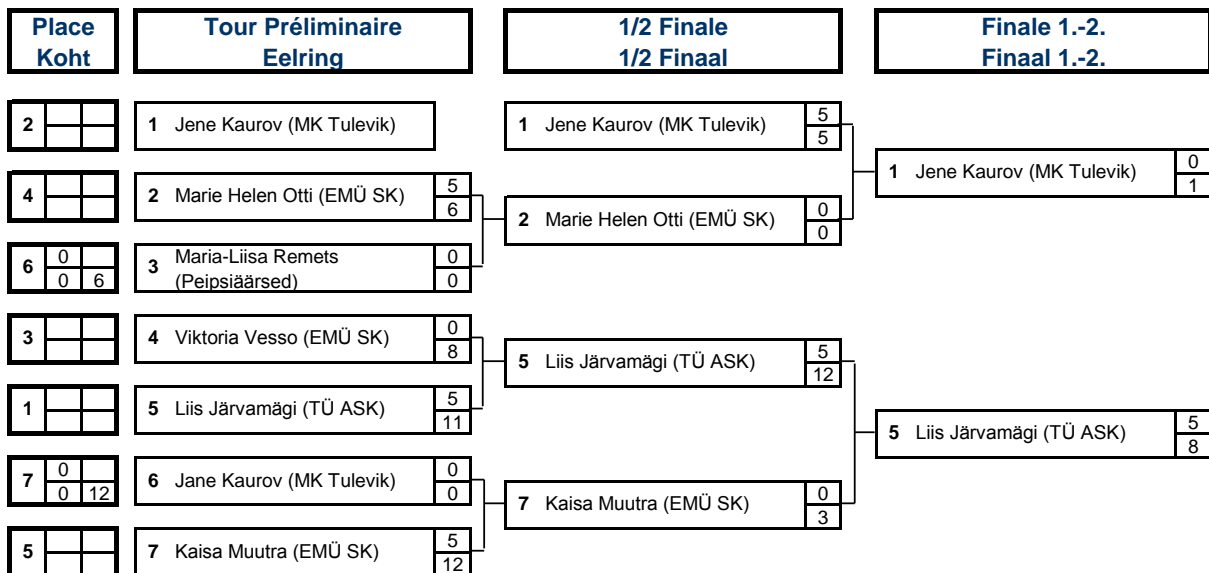 Place Tour Préliminaire 1/2 Finale Finale 1.-2.
Koht Eelring 1/2 Finaal Finaal 1.-2.
2 1 Jene Kaurov (MK Tulevik) 1 Jene Kaurov (MK Tulevik) 5
5
1 Jene Kaurov (MK Tulevik) 0
1
4 2 Marie Helen Otti (EMÜ SK) 5
6
2 Marie Helen Otti (EMÜ SK) 0
0
6 0 3 Maria-Liisa Remets 0
0 6 (Peipsiäärsed) 0
3 4 Viktoria Vesso (EMÜ SK) 0
8
5 Liis Järvamägi (TÜ ASK) 5
12
1 5 Liis Järvamägi (TÜ ASK) 5
11
5 Liis Järvamägi (TÜ ASK) 5
8
7 0 6 Jane Kaurov (MK Tulevik) 0
0 12 0
7 Kaisa Muutra (EMÜ SK) 0
3
5 7 Kaisa Muutra (EMÜ SK) 5
12